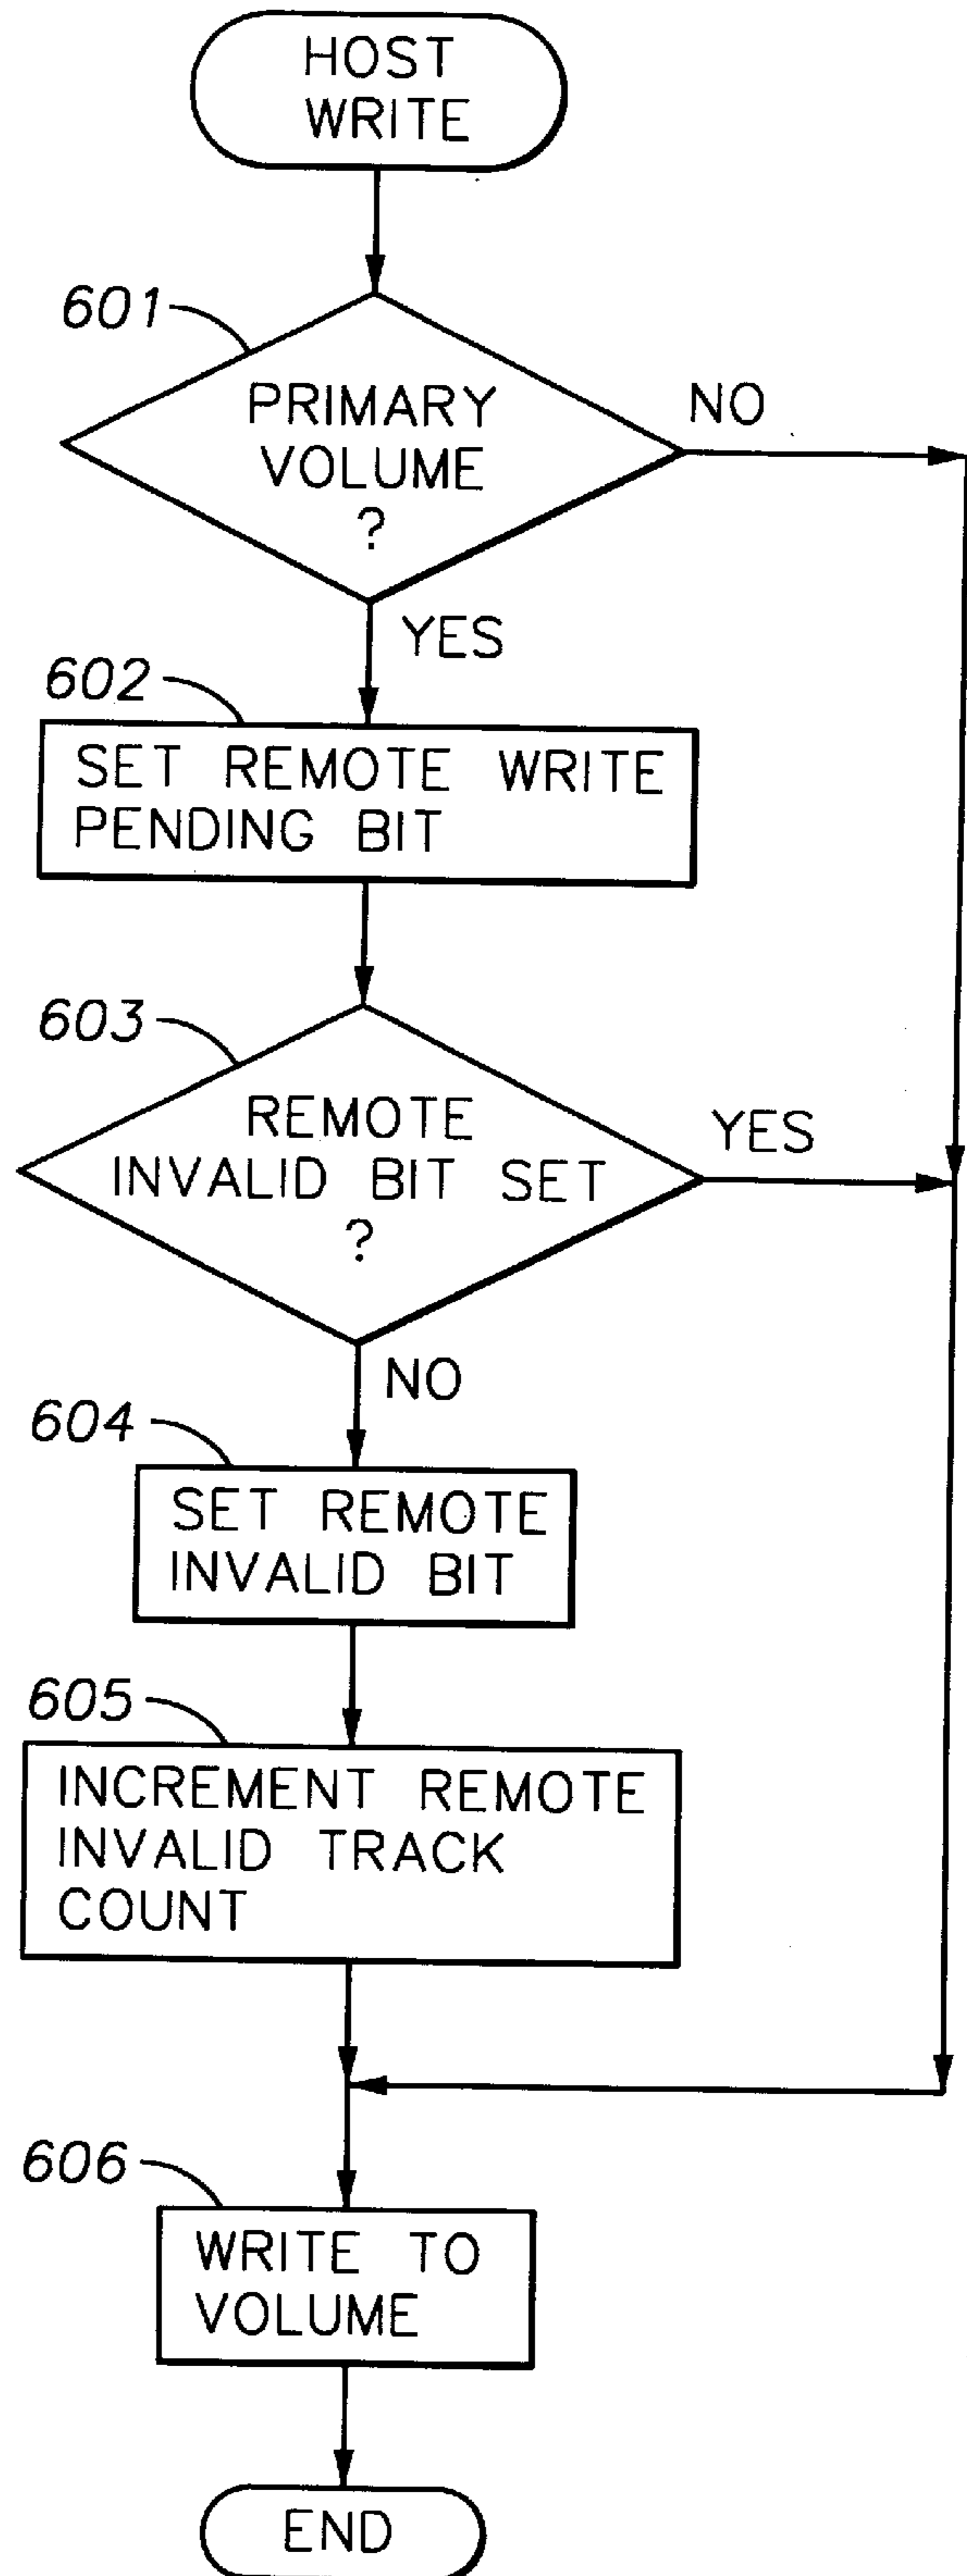 HOST
WRITE
601
PRIMARY
VOLUME
?
NO
YES
602
SET REMOTE WRITE
PENDING BIT
603
REMOTE
INVALID BIT SET
?
YES
NO
604
SET REMOTE
INVALID BIT
605
INCREMENT REMOTE
INVALID TRACK
COUNT
606
WRITE TO
VOLUME
END